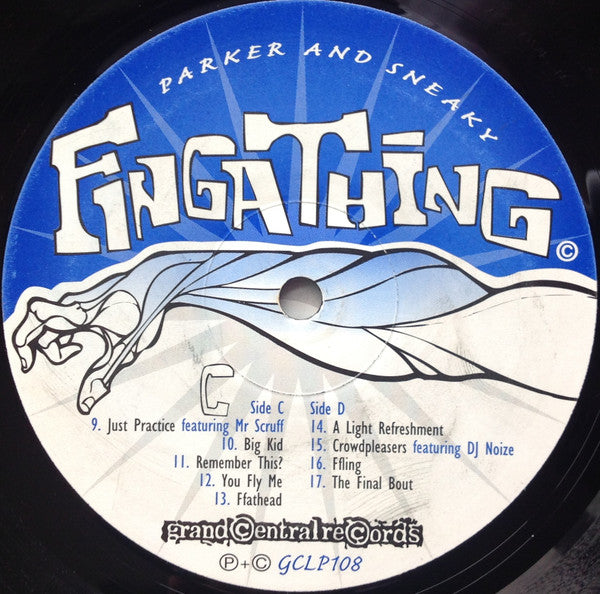 PARKER AND SNEAKY
FINGATHING
©
C
Side C
9. Just Practice featuring Mr Scruff
10. Big Kid
11. Remember This?
12. You Fly Me
13. Ffathead
Side D
14. A Light Refreshment
15. Crowdpleasers featuring DJ Noize
16. Ffling
17. The Final Bout
grand©entralre©ords
℗+© GCLP108